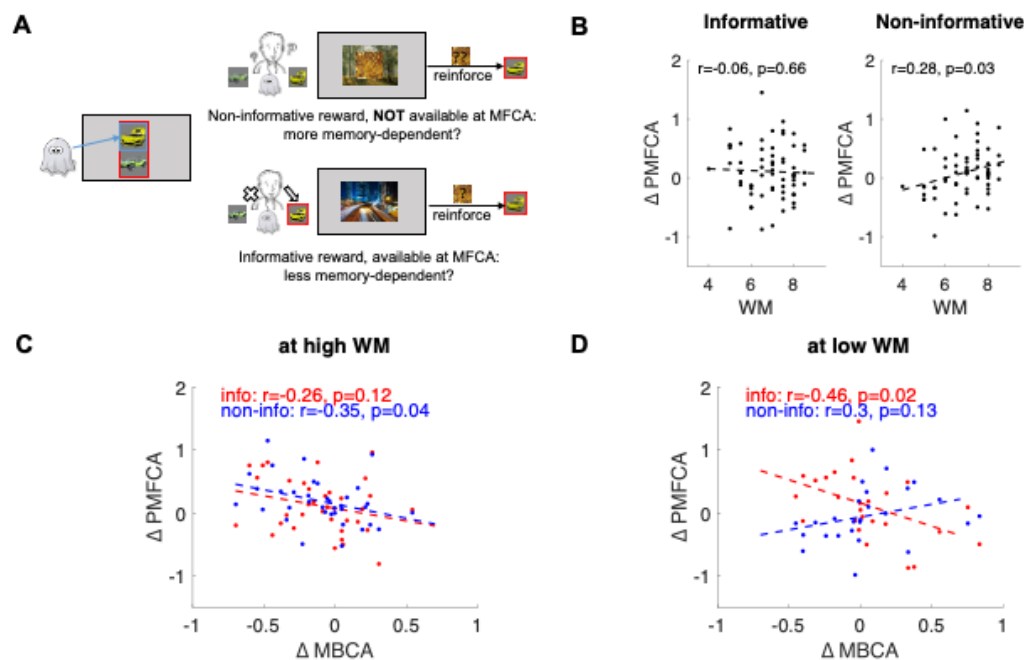 A
??
reinforce
Non-informative reward, NOT available at MFCA:
more memory-dependent?
?
reinforce
Informative reward, available at MFCA:
less memory-dependent?
B
Informative
Non-informative
r=-0.06, p=0.66
r=0.28, p=0.03
Δ PMFCA
2
1
0
-1
4
6
8
WM
Δ PMFCA
2
1
0
-1
4
6
8
WM
C
at high WM
info: r=-0.26, p=0.12
non-info: r=-0.35, p=0.04
Δ PMFCA
2
1
0
-1
-1
-0.5
0
0.5
1
Δ MBCA
D
at low WM
info: r=-0.46, p=0.02
non-info: r=0.3, p=0.13
Δ PMFCA
2
1
0
-1
-1
-0.5
0
0.5
1
Δ MBCA